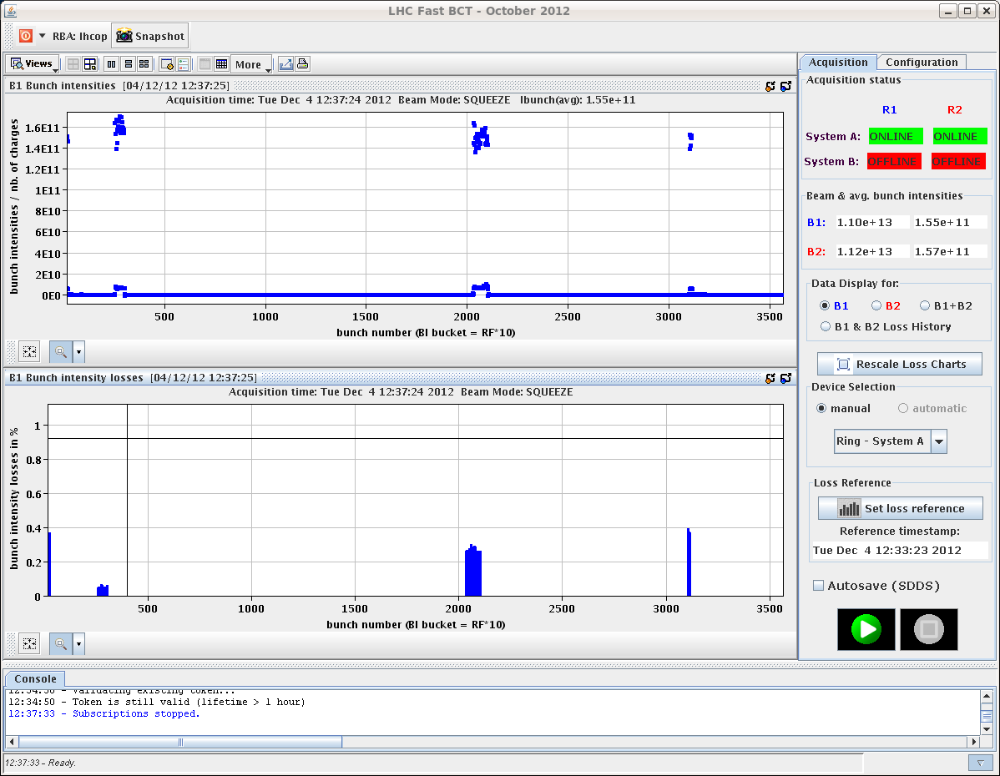 LHC Fast BCT - October 2012
RBA: lhcop
Snapshot
Views
More
B1 Bunch intensities [04/12/12 12:37:25]
Acquisition time: Tue Dec 4 12:37:24 2012 Beam Mode: SQUEEZE Ibunch(avg): 1.55e+11
bunch intensities / nb. of charges
1.6E11
1.4E11
1.2E11
1E11
8E10
6E10
4E10
2E10
0E0
500 1000 1500 2000 2500 3000 3500
bunch number (BI bucket = RF*10)
B1 Bunch intensity losses [04/12/12 12:37:25]
Acquisition time: Tue Dec 4 12:37:24 2012 Beam Mode: SQUEEZE
bunch intensity losses in %
1
0.8
0.6
0.4
0.2
0
500 1000 1500 2000 2500 3000 3500
bunch number (BI bucket = RF*10)
Acquisition Configuration
Acquisition status
R1 R2
System A: ONLINE ONLINE
System B: OFFLINE OFFLINE
Beam & avg. bunch intensities
B1: 1.10e+13 1.55e+11
B2: 1.12e+13 1.57e+11
Data Display for:
B1 B2 B1+B2
B1 & B2 Loss History
Rescale Loss Charts
Device Selection
manual automatic
Ring - System A
Loss Reference
Set loss reference
Reference timestamp:
Tue Dec 4 12:33:23 2012
Autosave (SDDS)
Console
12:34:50 - Validating existing token...
12:34:50 - Token is still valid (lifetime > 1 hour)
12:37:33 - Subscriptions stopped.
12:37:33 - Ready.